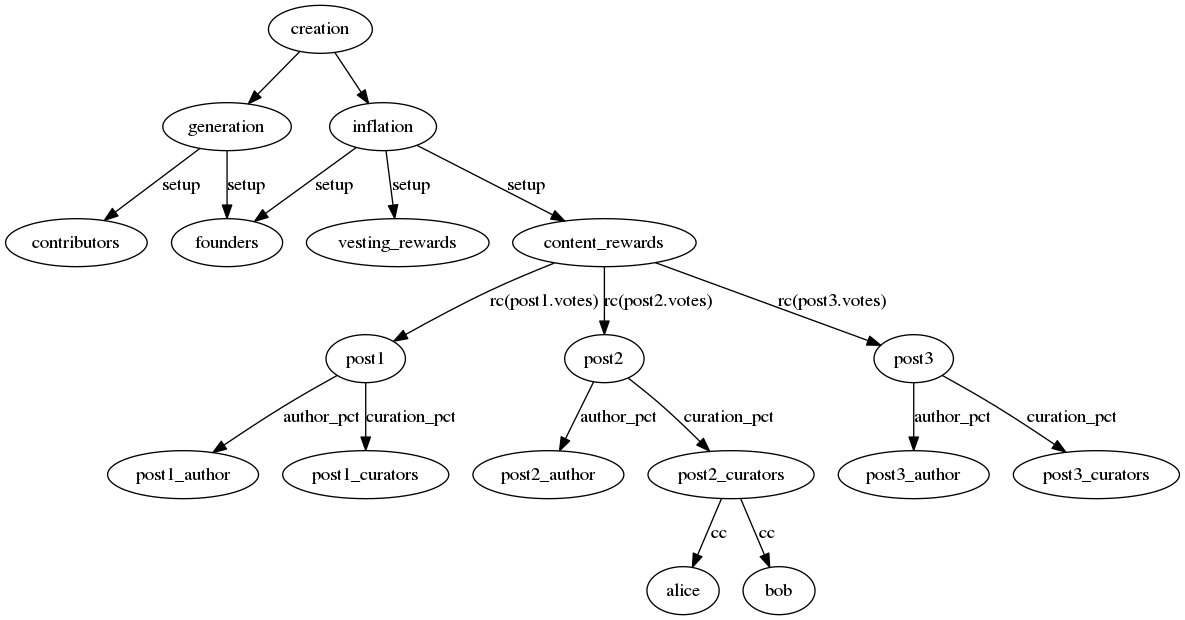 creation
generation
inflation
setup
setup
setup
setup
setup
contributors
founders
vesting_rewards
content_rewards
rc(post1.votes)
rc(post2.votes)
rc(post3.votes)
post1
post2
post3
author_pct
curation_pct
author_pct
curation_pct
author_pct
curation_pct
post1_author
post1_curators
post2_author
post2_curators
post3_author
post3_curators
cc
cc
alice
bob